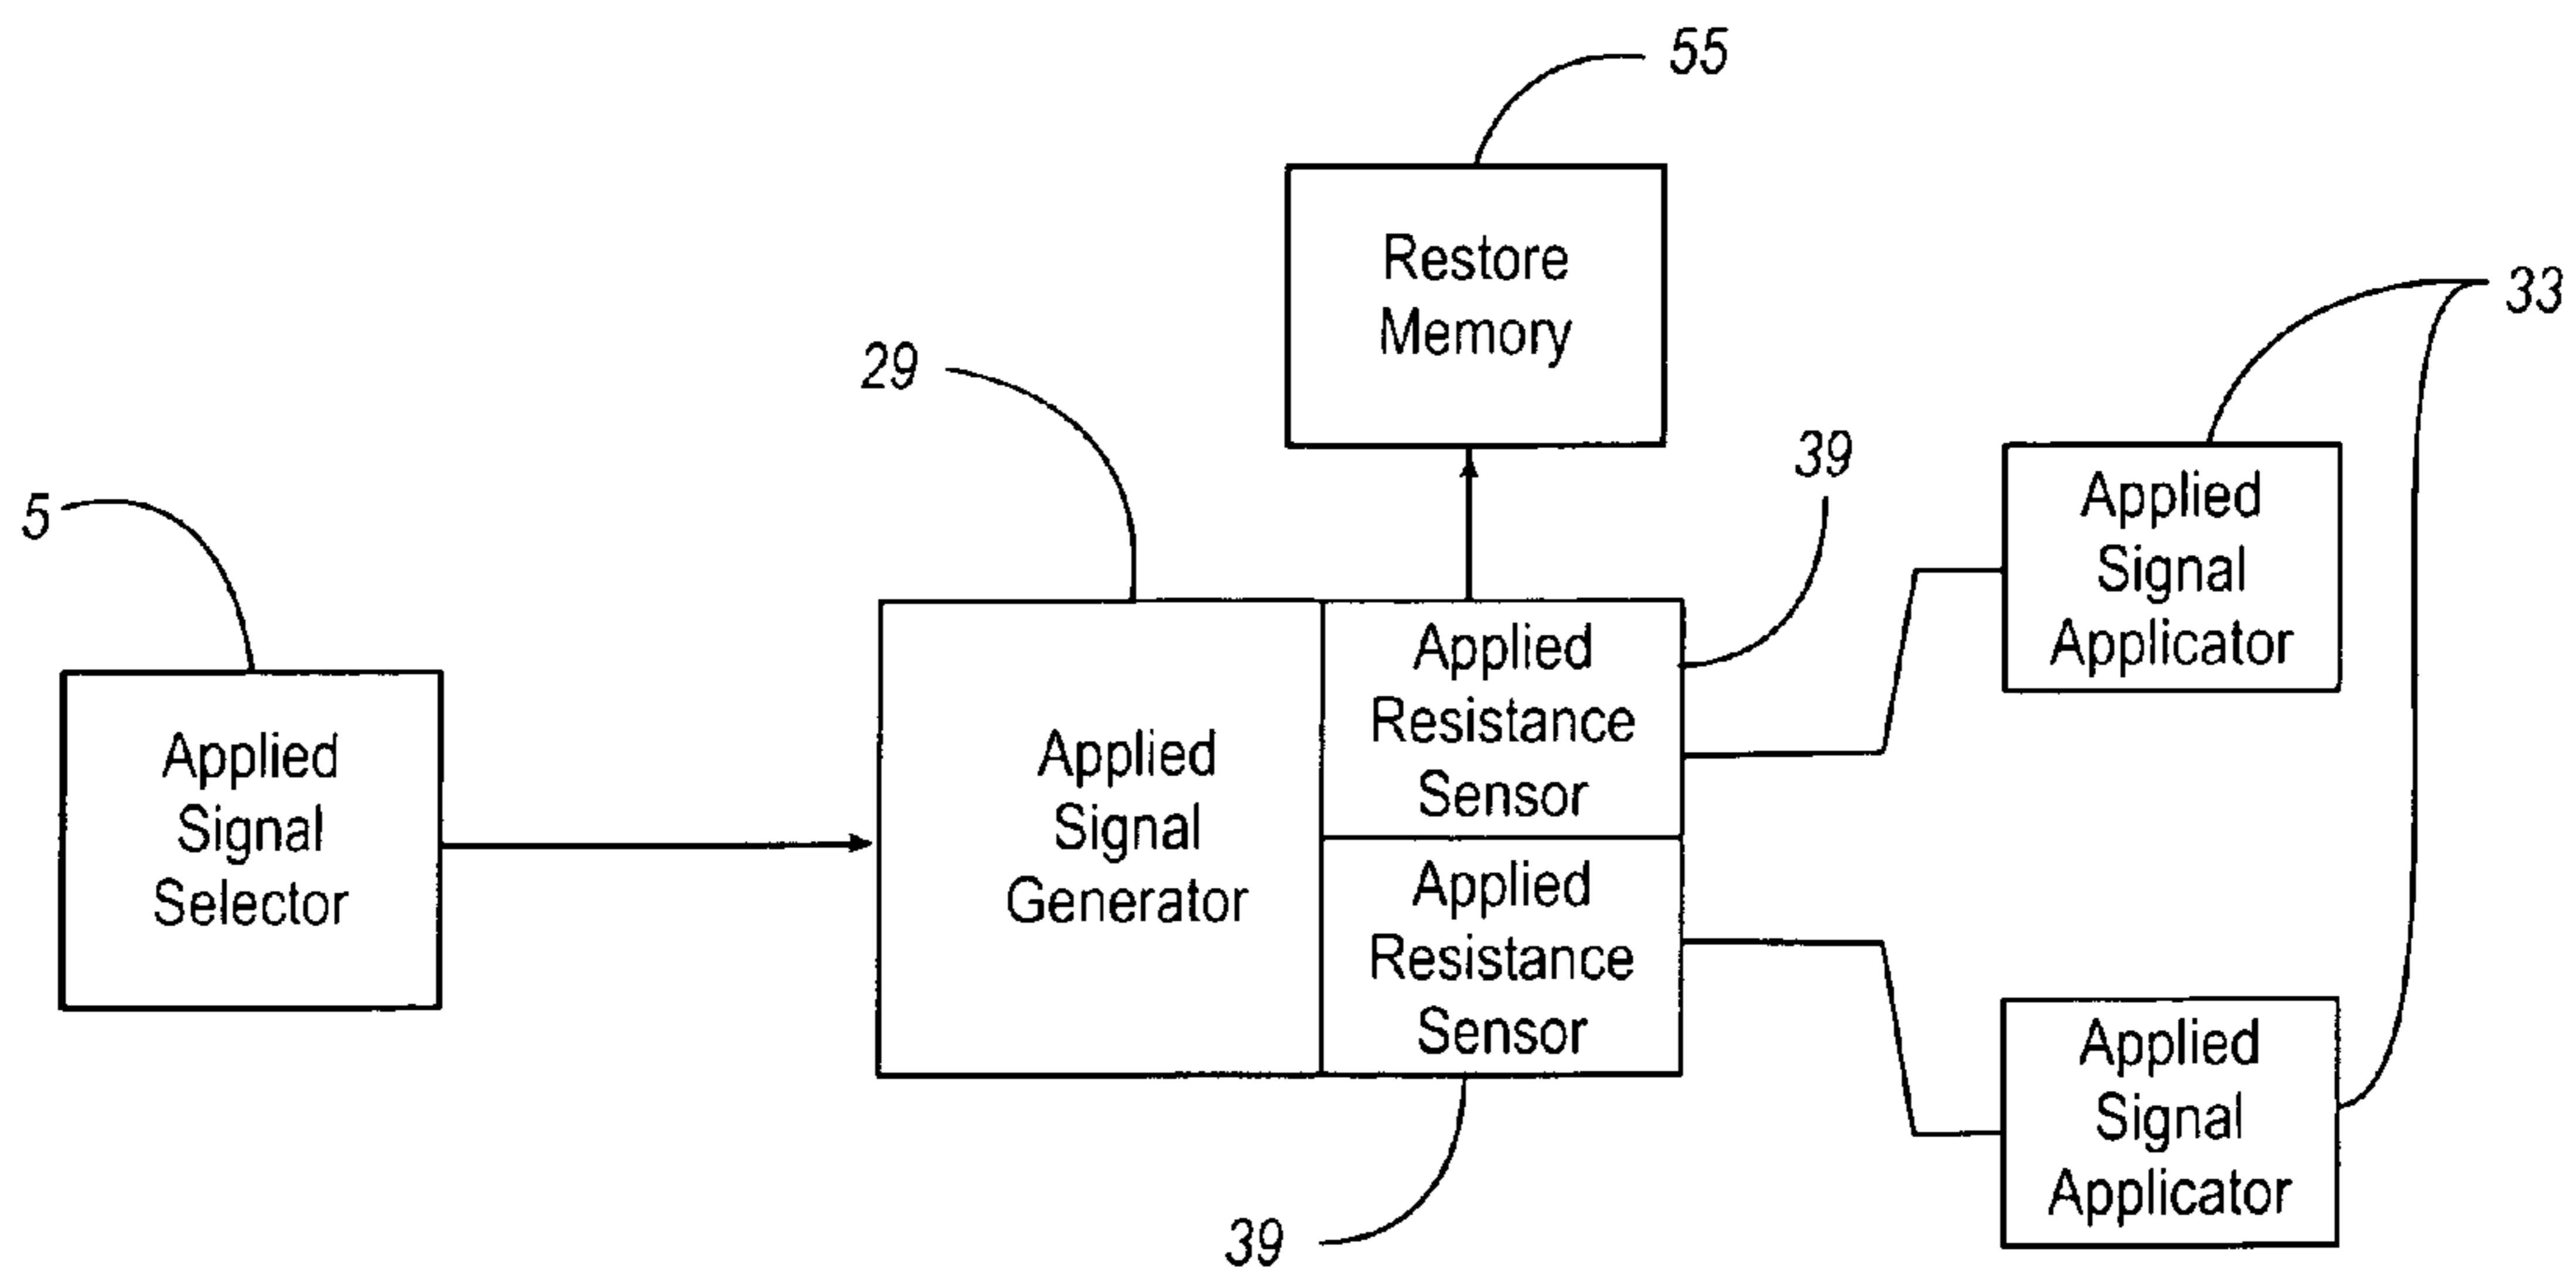 55
Restore
Memory
33
29
39
Applied
Signal
Applicator
5
Applied
Signal
Selector
Applied
Signal
Generator
Applied
Resistance
Sensor
Applied
Resistance
Sensor
Applied
Signal
Applicator
39